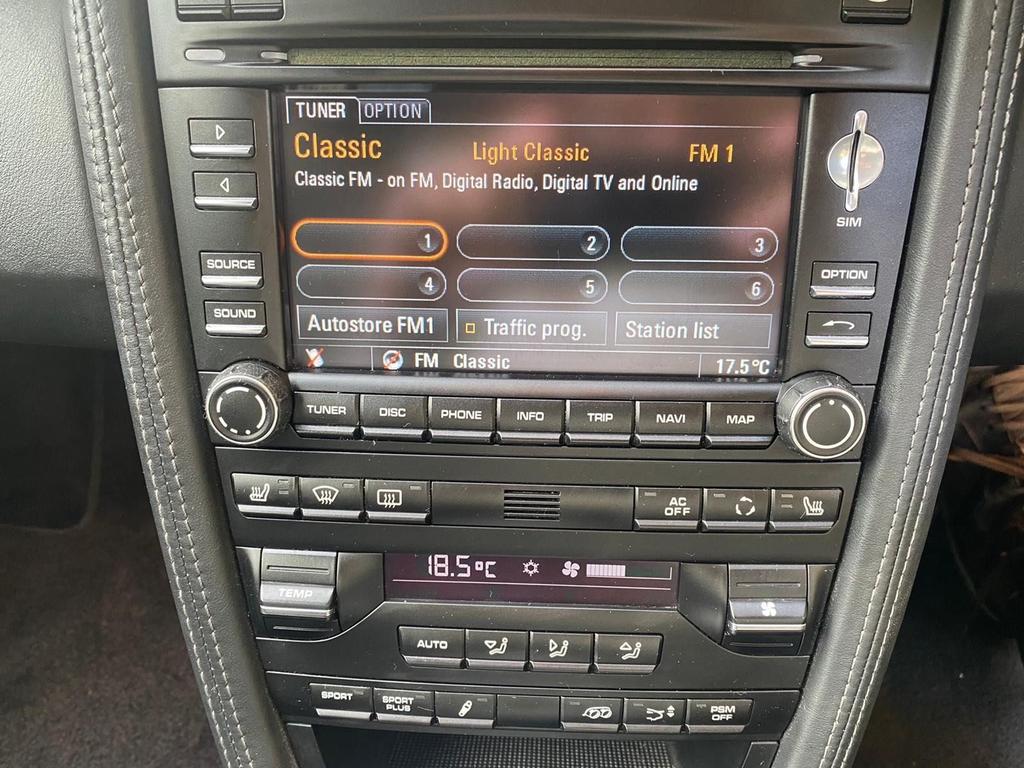 TUNER OPTION
Classic Light Classic FM 1
Classic FM - on FM, Digital Radio, Digital TV and Online
1 2 3
4 5 6
Autostore FM1 Traffic prog. Station list
FM Classic 17.5°C
SIM
SOURCE
SOUND
OPTION
TUNER DISC PHONE INFO TRIP NAVI MAP
AC
OFF
18.5°C
TEMP
AUTO
SPORT
SPORT
PLUS
PSM
OFF